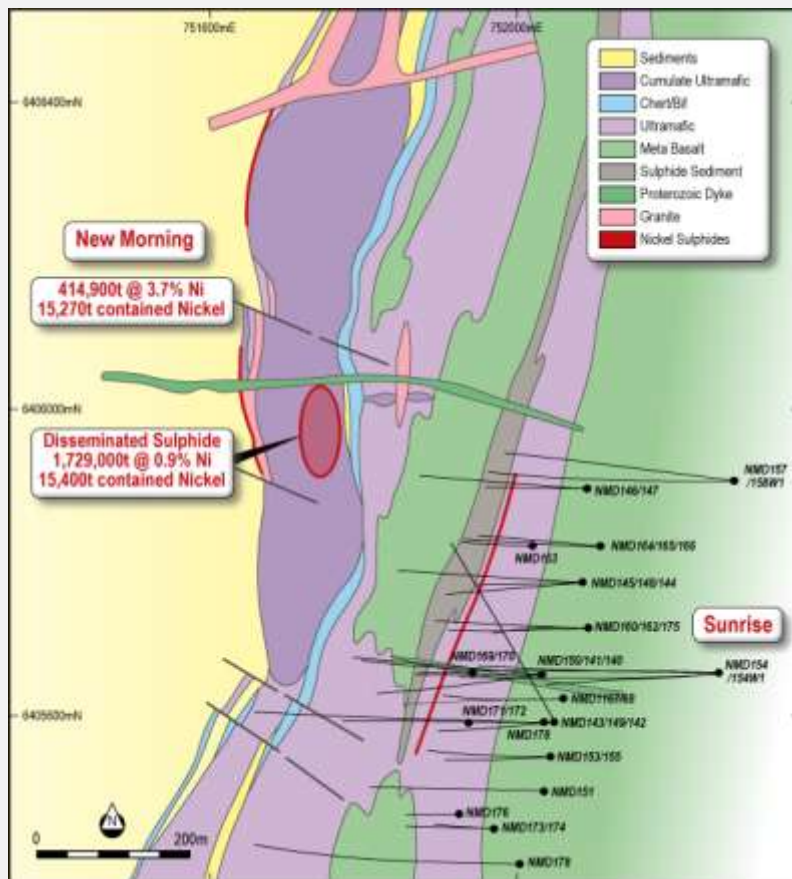 751600mE
752000mE
6406400mN
Sediments
Cumulate Ultramafic
Chert/Bif
Ultramafic
Meta Basalt
Sulphide Sediment
Proterozoic Dyke
Granite
Nickel Sulphides
New Morning
414,900t @ 3.7% Ni
15,270t contained Nickel
6406000mN
Disseminated Sulphide
1,729,000t @ 0.9% Ni
15,400t contained Nickel
NMD157
/158W1
NMD146/147
NMD164/165/166
NMD163
NMD145/148/144
NMD160/162/175
Sunrise
NMD169/170
NMD159/141/140
NMD154
/154W1
NMD1167/68
6405600mN
NMD171/172
NMD143/149/142
NMD178
NMD153/155
NMD151
NMD176
NMD173/174
NMD179
N
0
200m